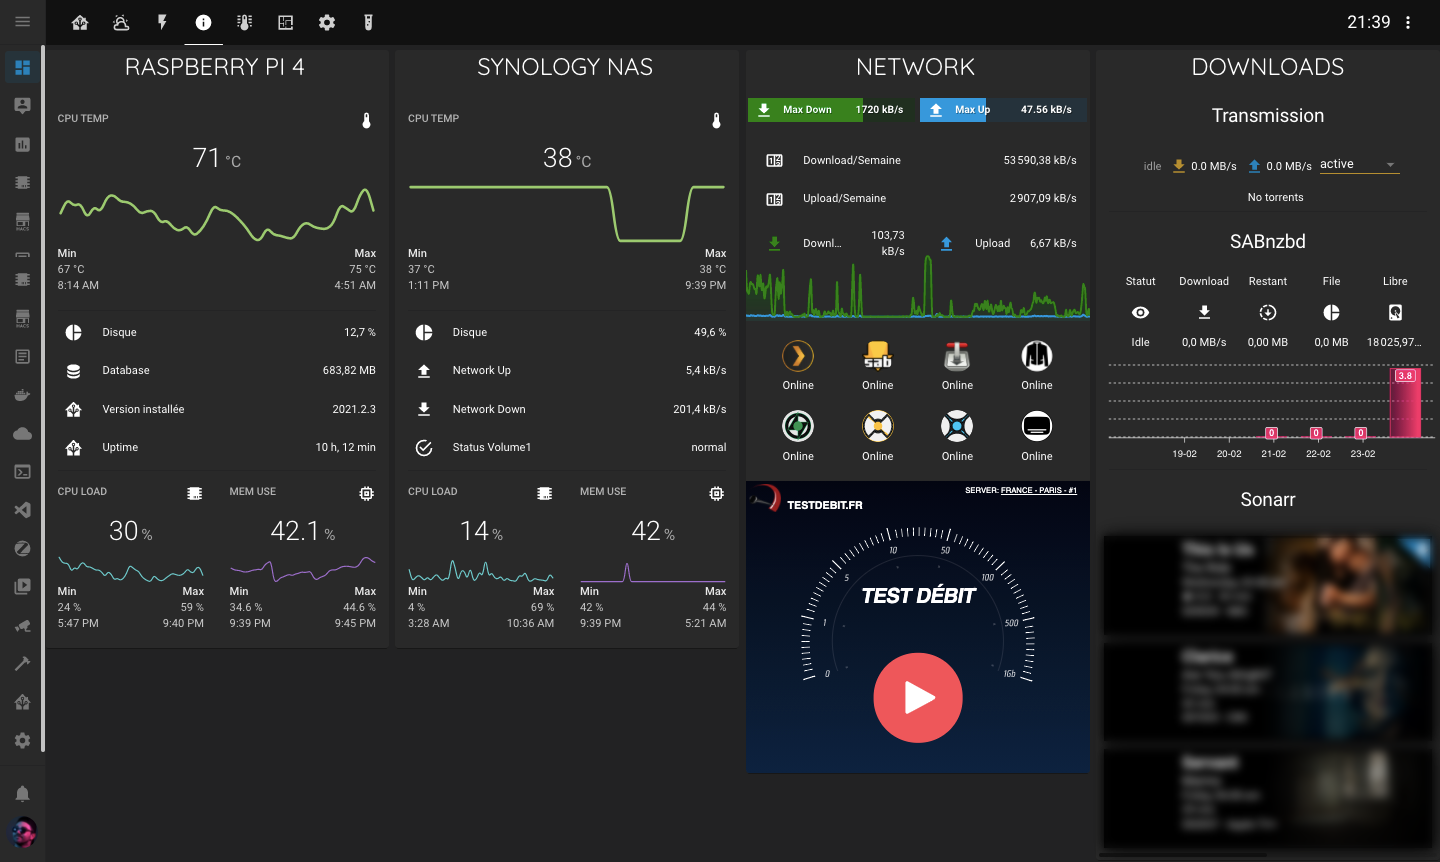 21:39
RASPBERRY PI 4
CPU TEMP
71 °C
Min Max
67 °C 75 °C
8:14 AM 4:51 AM
Disque 12,7 %
Database 683,82 MB
Version installée 2021.2.3
Uptime 10 h, 12 min
CPU LOAD
30 %
Min Max
24 % 59 %
5:47 PM 9:40 PM
MEM USE
42.1 %
Min Max
34.6 % 44.6 %
9:39 PM 9:45 PM
SYNOLOGY NAS
CPU TEMP
38 °C
Min Max
37 °C 38 °C
1:11 PM 9:39 PM
Disque 49,6 %
Network Up 5,4 kB/s
Network Down 201,4 kB/s
Status Volume1 normal
CPU LOAD
14 %
Min Max
4 % 69 %
3:28 AM 10:36 AM
MEM USE
42 %
Min Max
42 % 44 %
9:39 PM 5:21 AM
NETWORK
Max Down 1720 kB/s Max Up 47.56 kB/s
Download/Semaine 53 590,38 kB/s
Upload/Semaine 2 907,09 kB/s
Downl... 103,73 kB/s Upload 6,67 kB/s
sab
Online Online Online Online
Online Online Online Online
SERVER: FRANCE - PARIS - #1
TESTDEBIT.FR
10 50
5 100
TEST DÉBIT
1 500
0 1Gb
DOWNLOADS
Transmission
idle 0.0 MB/s 0.0 MB/s active
No torrents
SABnzbd
Statut Download Restant File Libre
Idle 0,0 MB/s 0,00 MB 0,0 MB 18 025,97...
3.8
0 0 0
19-02 20-02 21-02 22-02 23-02
Sonarr